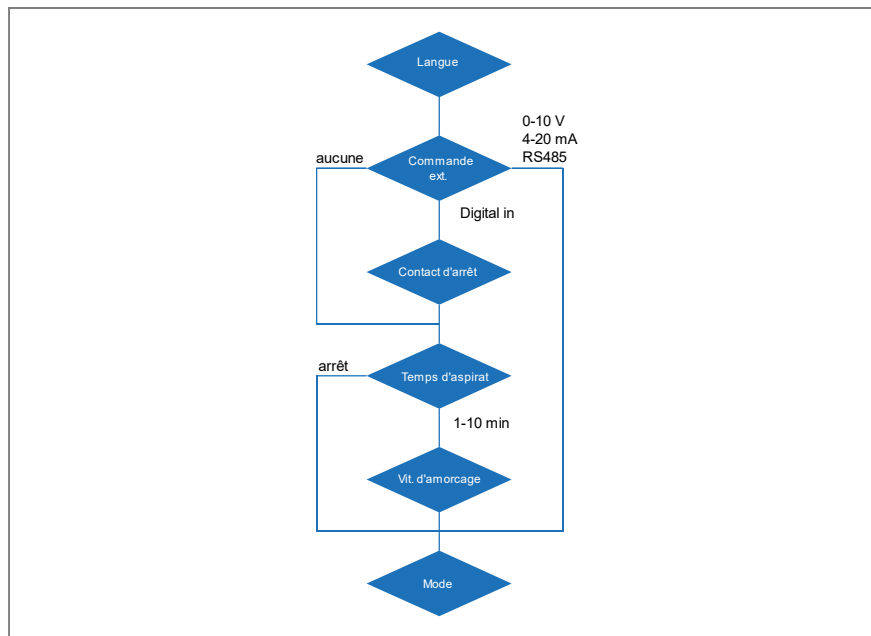 Langue
0-10 V
4-20 mA
RS485
aucune
Commande
ext.
Digital in
Contact d'arrêt
arrêt
Temps d'aspirat
1-10 min
Vit. d'amorcage
Mode